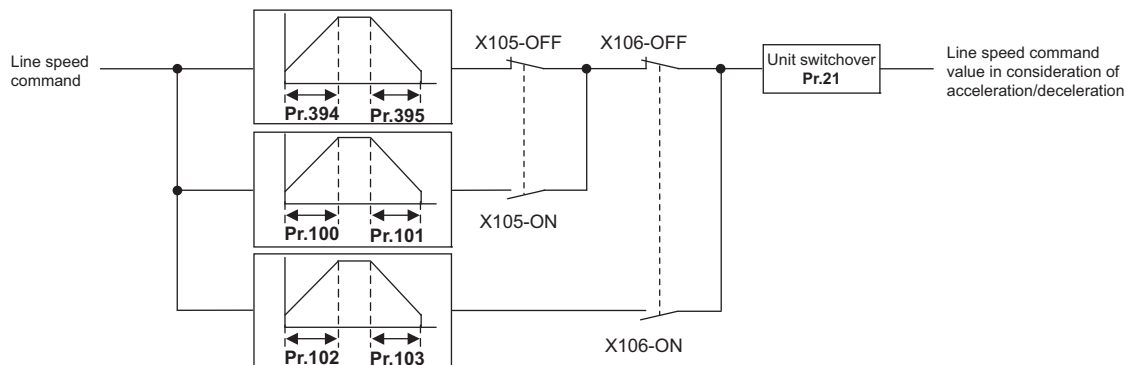 Line speed
command
Pr.394
Pr.395
X105-OFF
X106-OFF
Unit switchover
Pr.21
Line speed command
value in consideration of
acceleration/deceleration
Pr.100
Pr.101
X105-ON
Pr.102
Pr.103
X106-ON